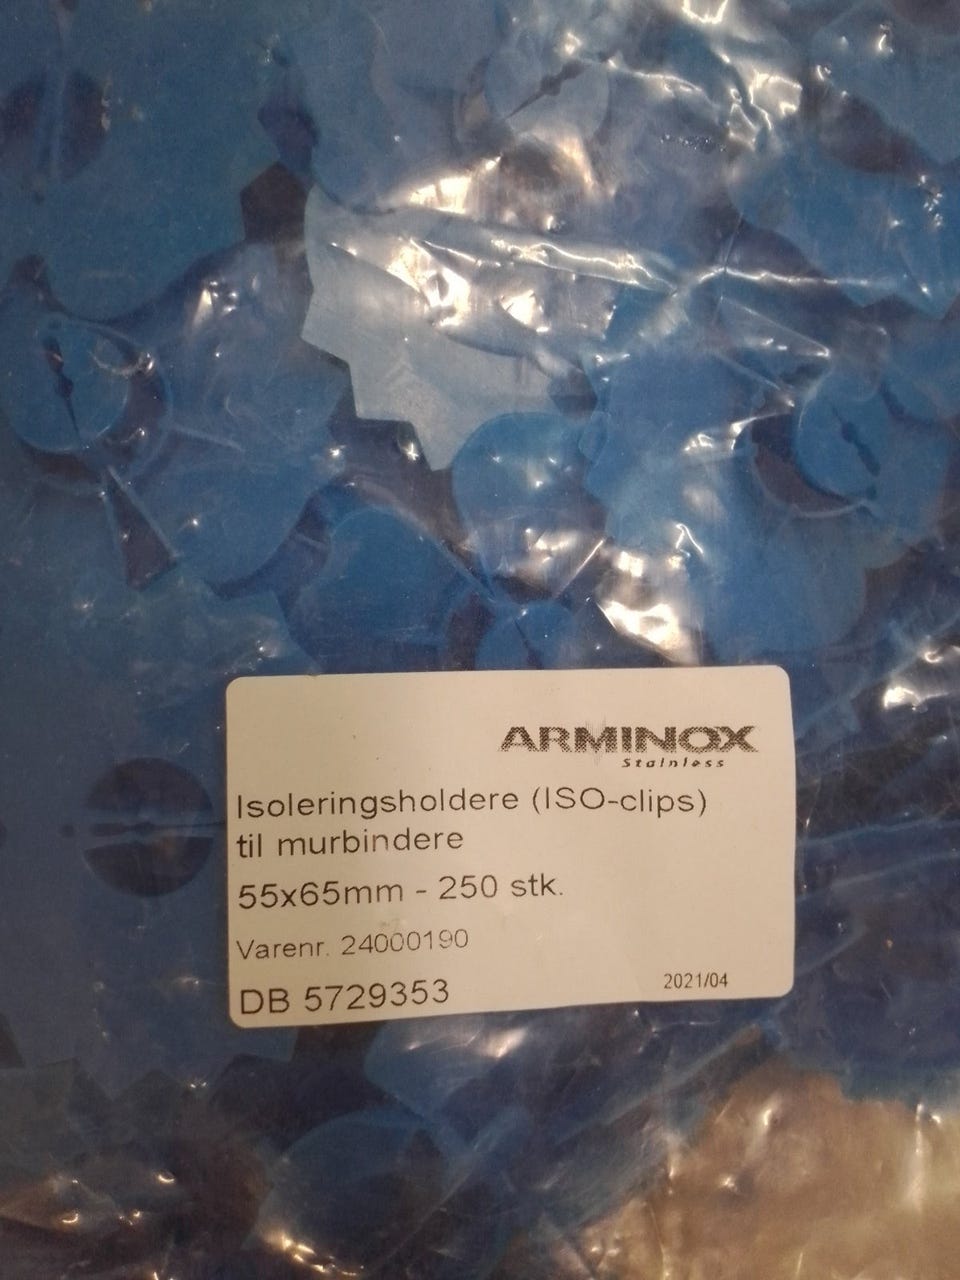 ARMINOX
Stainless
Isoleringsholdere (ISO-clips)
til murbindere
55x65mm - 250 stk.
Varenr. 24000190
DB 5729353
2021/04